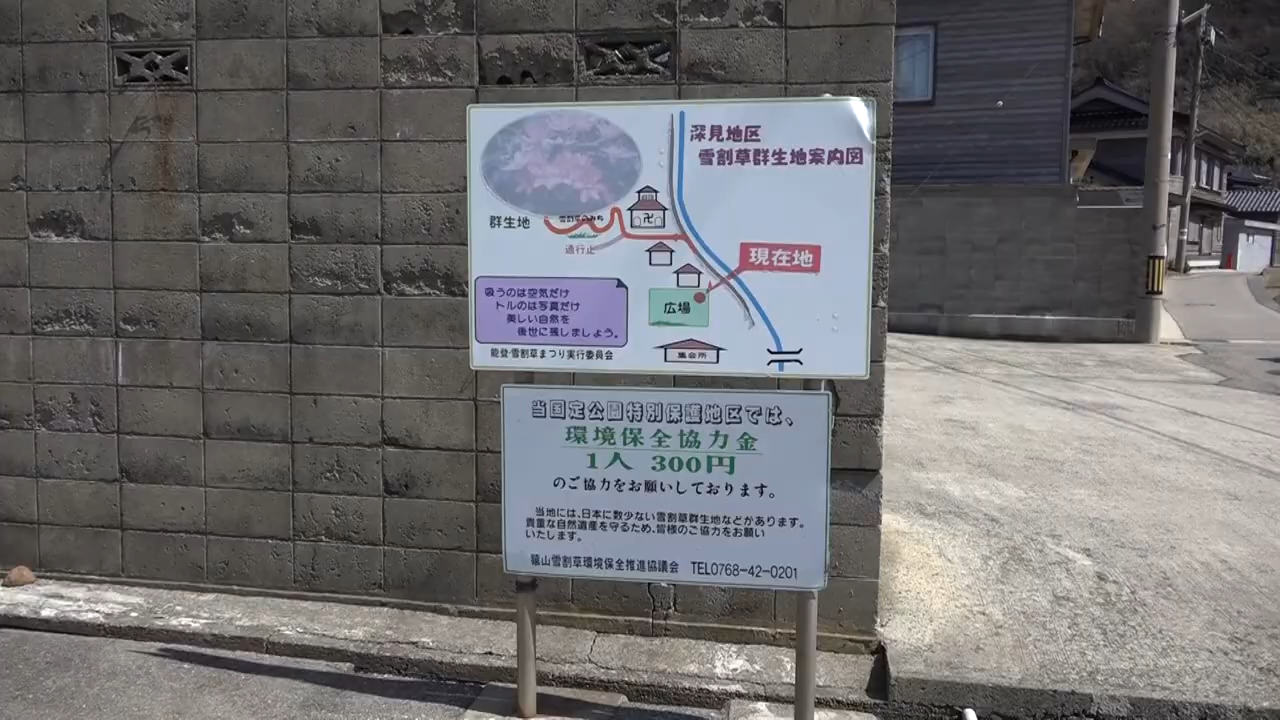 深見地区
雪割草群生地案内図
群生地
雪割草のみち
通行止
卍
現在地
広場
集会所
吸うのは空気だけ
トルのは写真だけ
美しい自然を
後世に残しましょう。
能登・雪割草まつり実行委員会
当国定公園特別保護地区では、
環境保全協力金
1人 300円
のご協力をお願いしております。
当地には、日本に数少ない雪割草群生地などがあります。
貴重な自然遺産を守るため、皆様のご協力をお願い
いたします。
猿山雪割草環境保全推進協議会 TEL0768-42-0201